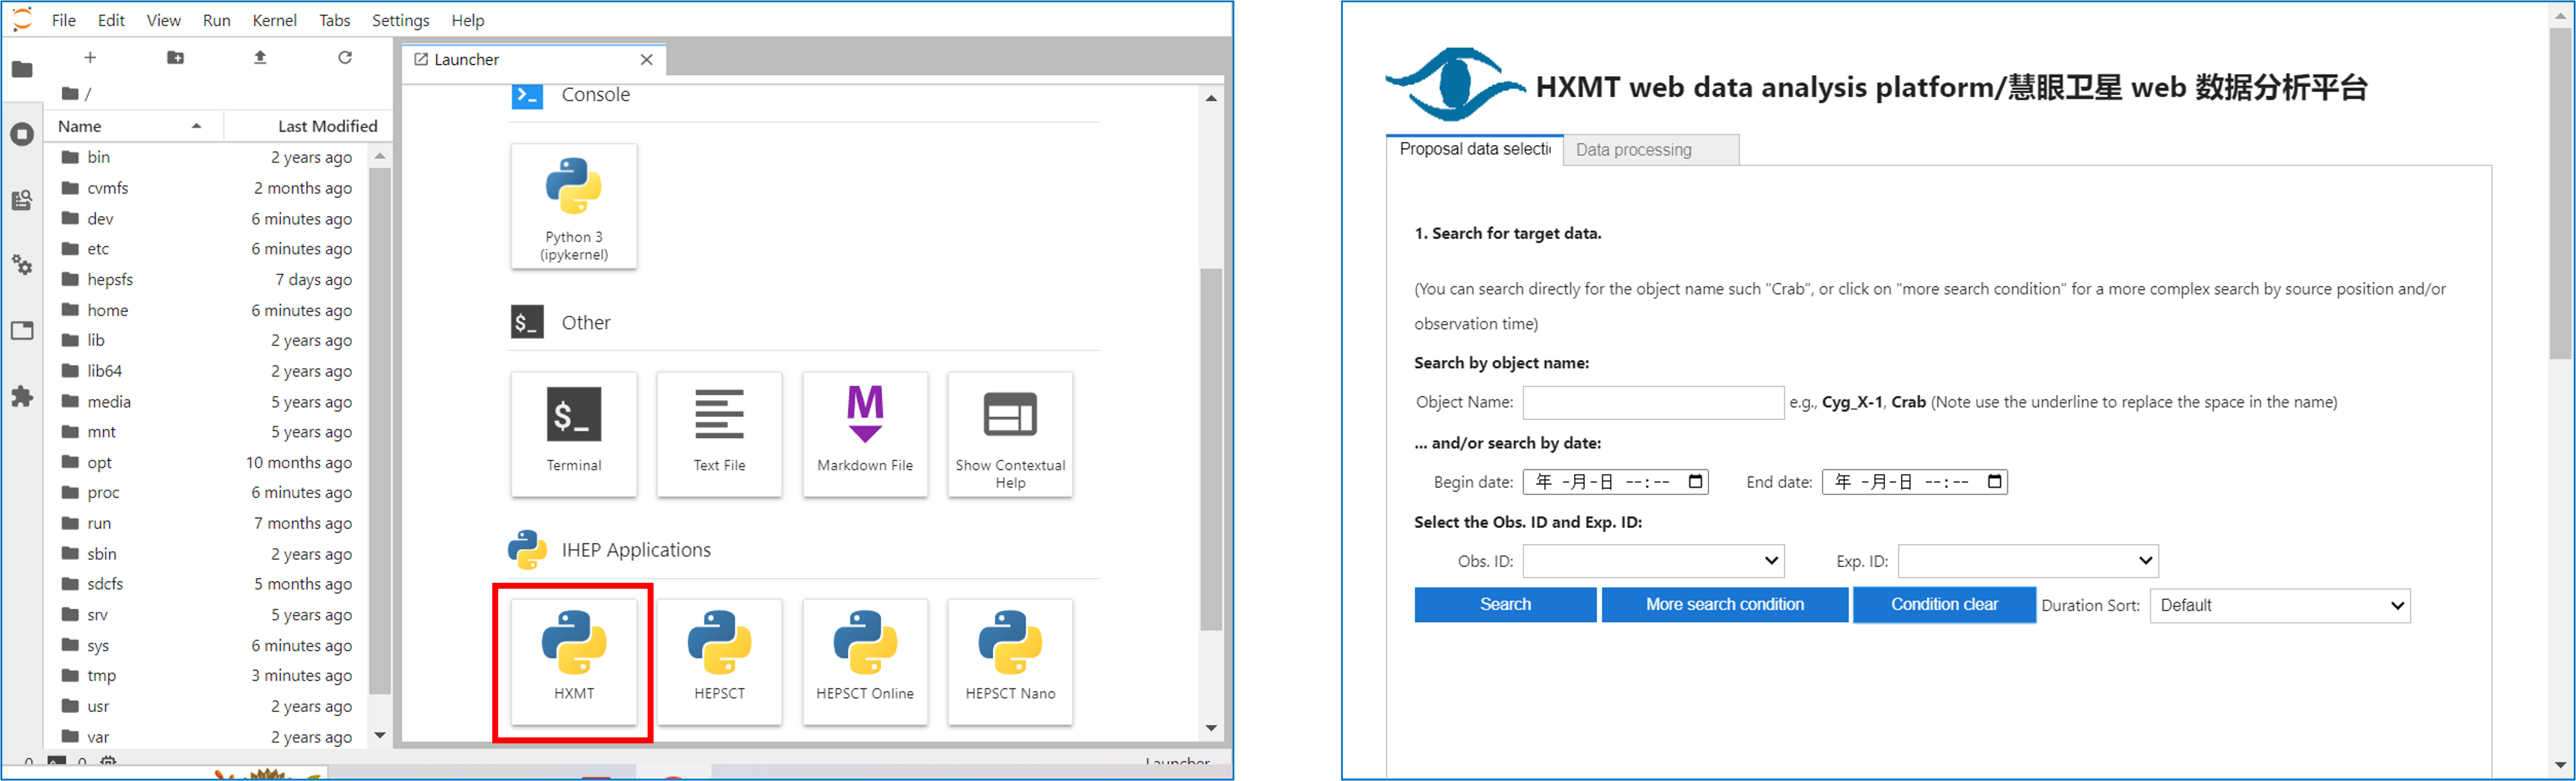 File Edit View Run Kernel Tabs Settings Help
Launcher
/
Name Last Modified
bin 2 years ago
cvmfs 2 months ago
dev 6 minutes ago
etc 6 minutes ago
hepsfs 7 days ago
home 6 minutes ago
lib 2 years ago
lib64 2 years ago
media 5 years ago
mnt 5 years ago
opt 10 months ago
proc 6 minutes ago
run 7 months ago
sbin 2 years ago
sdcfs 5 months ago
srv 5 years ago
sys 6 minutes ago
tmp 3 minutes ago
usr 2 years ago
var 2 years ago
Console
Python 3
(ipykernel)
$_ Other
$_
Terminal
Text File
M
Markdown File
Show Contextual
Help
IHEP Applications
HXMT
HEPSCT
HEPSCT Online
HEPSCT Nano
0 0
Launcher
HXMT web data analysis platform/慧眼卫星 web 数据分析平台
Proposal data selecti Data processing
1. Search for target data.
(You can search directly for the object name such "Crab", or click on "more search condition" for a more complex search by source position and/or
observation time)
Search by object name:
Object Name: e.g., Cyg_X-1, Crab (Note use the underline to replace the space in the name)
... and/or search by date:
Begin date: 年 -月-日 --:-- End date: 年 -月-日 --:--
Select the Obs. ID and Exp. ID:
Obs. ID: Exp. ID:
Search More search condition Condition clear Duration Sort: Default